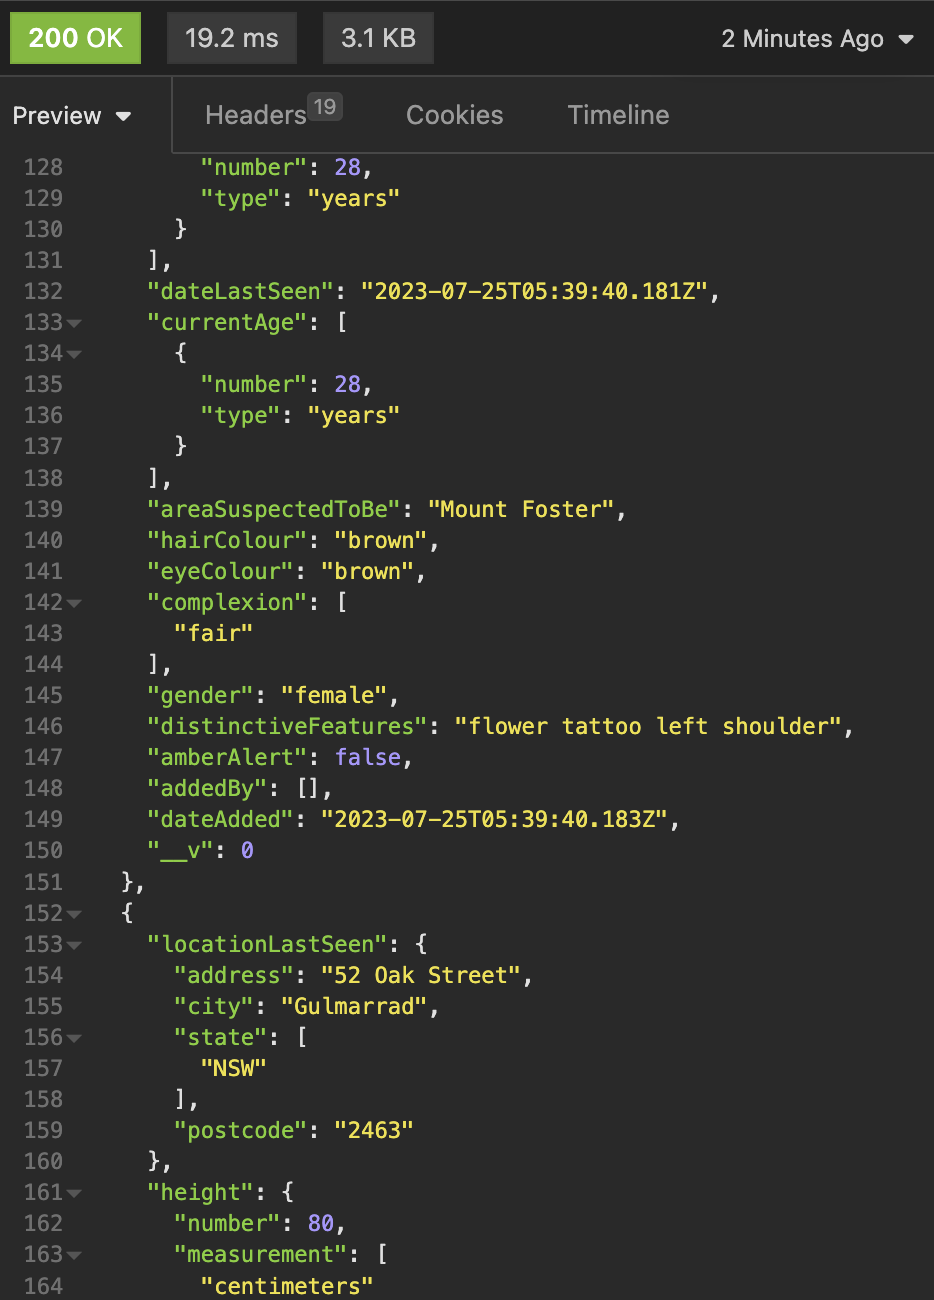 200 OK 19.2 ms 3.1 KB 2 Minutes Ago
Preview Headers 19 Cookies Timeline
128 "number": 28,
129 "type": "years"
130 }
131 ],
132 "dateLastSeen": "2023-07-25T05:39:40.181Z",
133 "currentAge": [
134 {
135 "number": 28,
136 "type": "years"
137 }
138 ],
139 "areaSuspectedToBe": "Mount Foster",
140 "hairColour": "brown",
141 "eyeColour": "brown",
142 "complexion": [
143 "fair"
144 ],
145 "gender": "female",
146 "distinctiveFeatures": "flower tattoo left shoulder",
147 "amberAlert": false,
148 "addedBy": [],
149 "dateAdded": "2023-07-25T05:39:40.183Z",
150 "__v": 0
151 },
152 {
153 "locationLastSeen": {
154 "address": "52 Oak Street",
155 "city": "Gulmarrad",
156 "state": [
157 "NSW"
158 ],
159 "postcode": "2463"
160 },
161 "height": {
162 "number": 80,
163 "measurement": [
164 "centimeters"